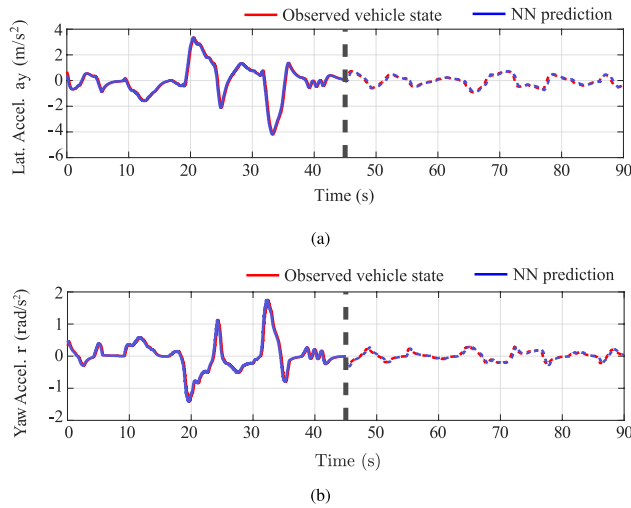 Observed vehicle state NN prediction
Lat. Accel. ay (m/s²)
4
2
0
-2
-4
-6
0 10 20 30 40 50 60 70 80 90
Time (s)
(a)
Observed vehicle state NN prediction
Yaw Accel. r (rad/s²)
2
1
0
-1
-2
0 10 20 30 40 50 60 70 80 90
Time (s)
(b)